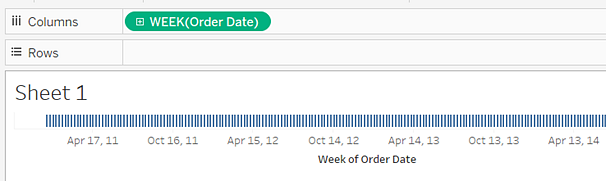 Columns
WEEK(Order Date)
Rows
Sheet 1
Apr 17, 11 Oct 16, 11 Apr 15, 12 Oct 14, 12 Apr 14, 13 Oct 13, 13 Apr 13, 14
Week of Order Date